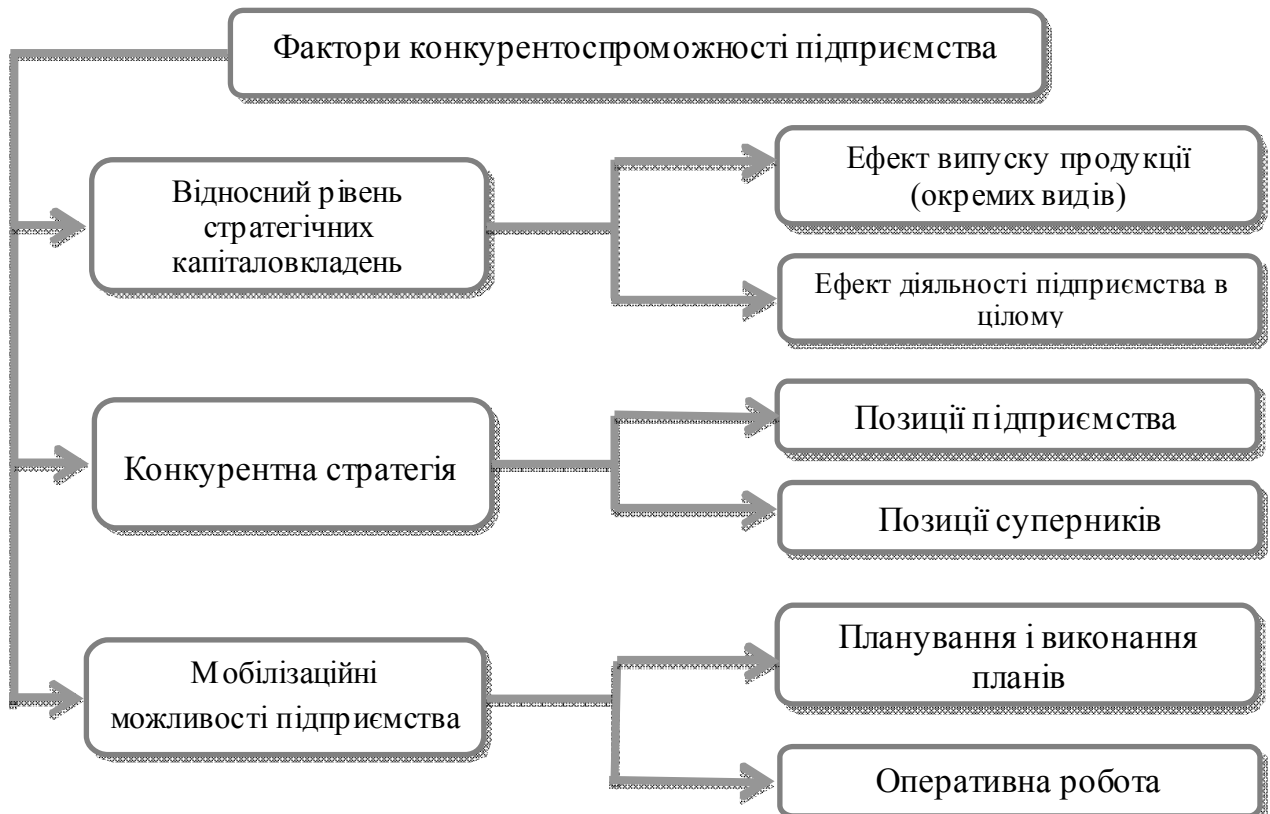 Фактори конкурентоспроможності підприємства
Відносний рівень
стратегічних
капіталовкладень
Ефект випуску продукції
(окремих видів)
Ефект діяльності підприємства в
цілому
Конкурентна стратегія
Позиції підприємства
Позиції суперників
Мобілізаційні
можливості підприємства
Планування і виконання
планів
Оперативна робота